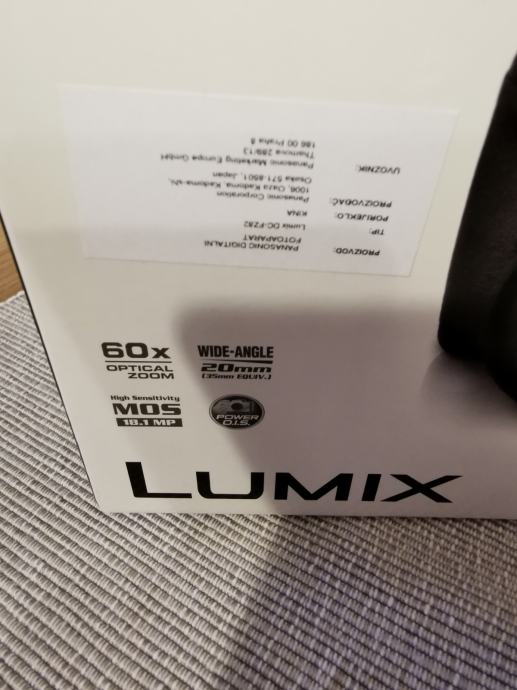 PROIZVOD: PANASONIC DIGITALNI
FOTOAPARAT
TIP: Lumix DC-FZ82
PORIJEKLO: KINA
PROIZVOĐAČ: Panasonic Corporation
1006, Oaza Kadoma, Kadoma-shi,
Osaka 571-8501, Japan
UVOZNIK: Panasonic Marketing Europe GmbH
Thamova 289/13
186 00 Praha 8
60x
OPTICAL
ZOOM
WIDE-ANGLE
20mm
(35mm EQUIV.)
High Sensitivity
MOS
18.1 MP
POWER
O.I.S.
LUMIX